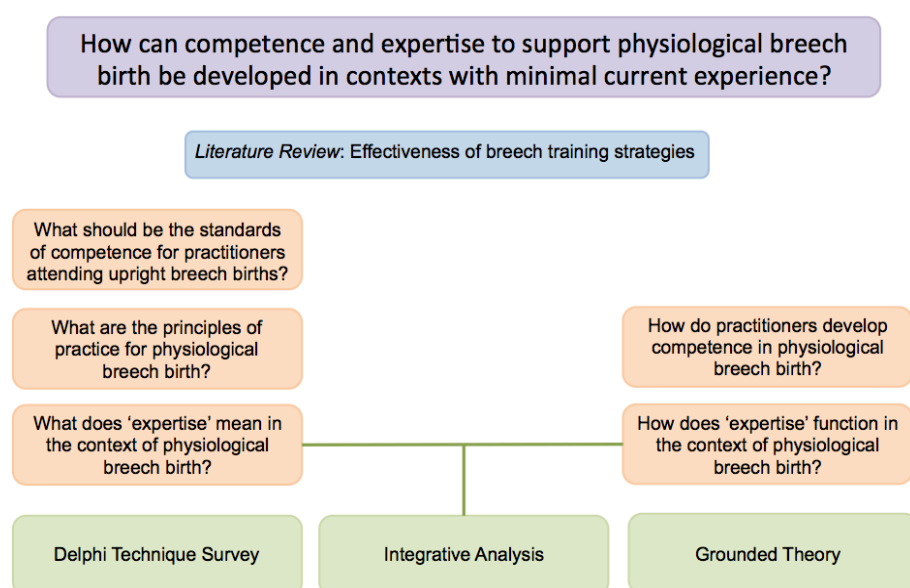 How can competence and expertise to support physiological breech
birth be developed in contexts with minimal current experience?
Literature Review: Effectiveness of breech training strategies
What should be the standards
of competence for practitioners
attending upright breech births?
What are the principles of
practice for physiological
breech birth?
How do practitioners develop
competence in physiological
breech birth?
What does ‘expertise’ mean in
the context of physiological
breech birth?
How does ‘expertise’ function in
the context of physiological
breech birth?
Delphi Technique Survey
Integrative Analysis
Grounded Theory